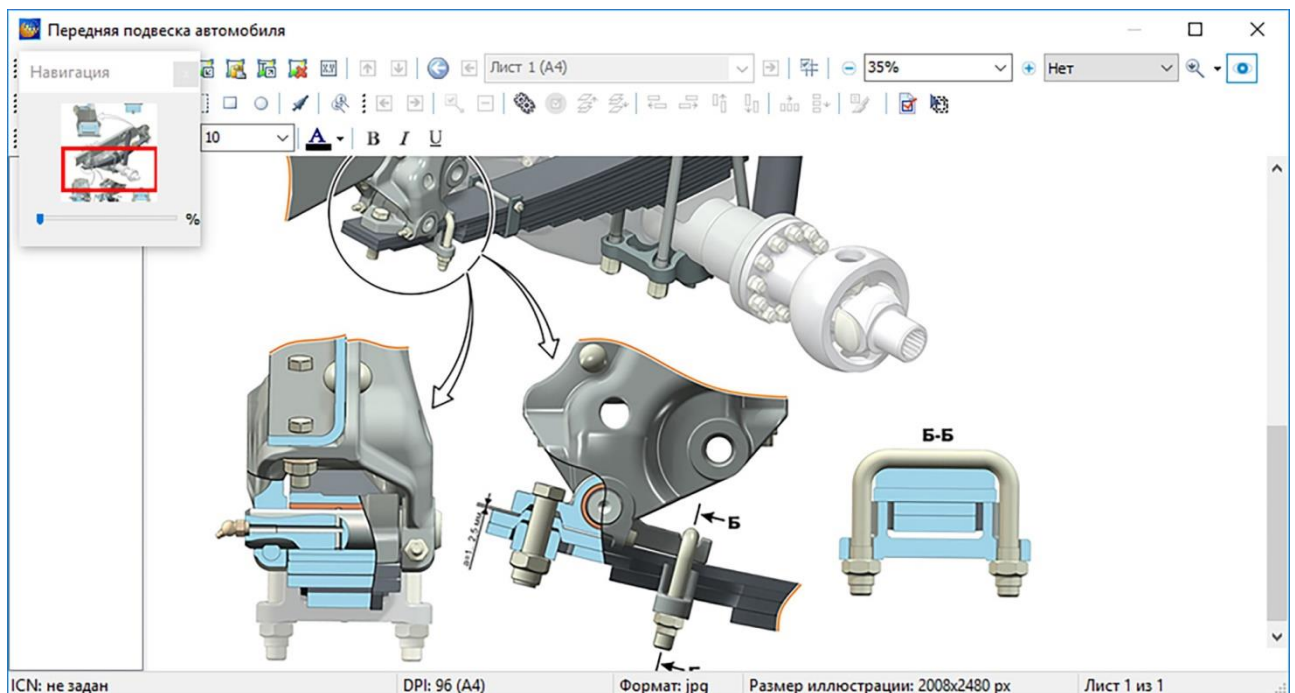 Передняя подвеска автомобиля
Навигация
X.Y
Лист 1 (A4)
35%
Нет
10
A
B I U
%
Б-Б
Б
ICN: не задан
DPI: 96 (A4)
Формат: jpg
Размер иллюстрации: 2008x2480 px
Лист 1 из 1